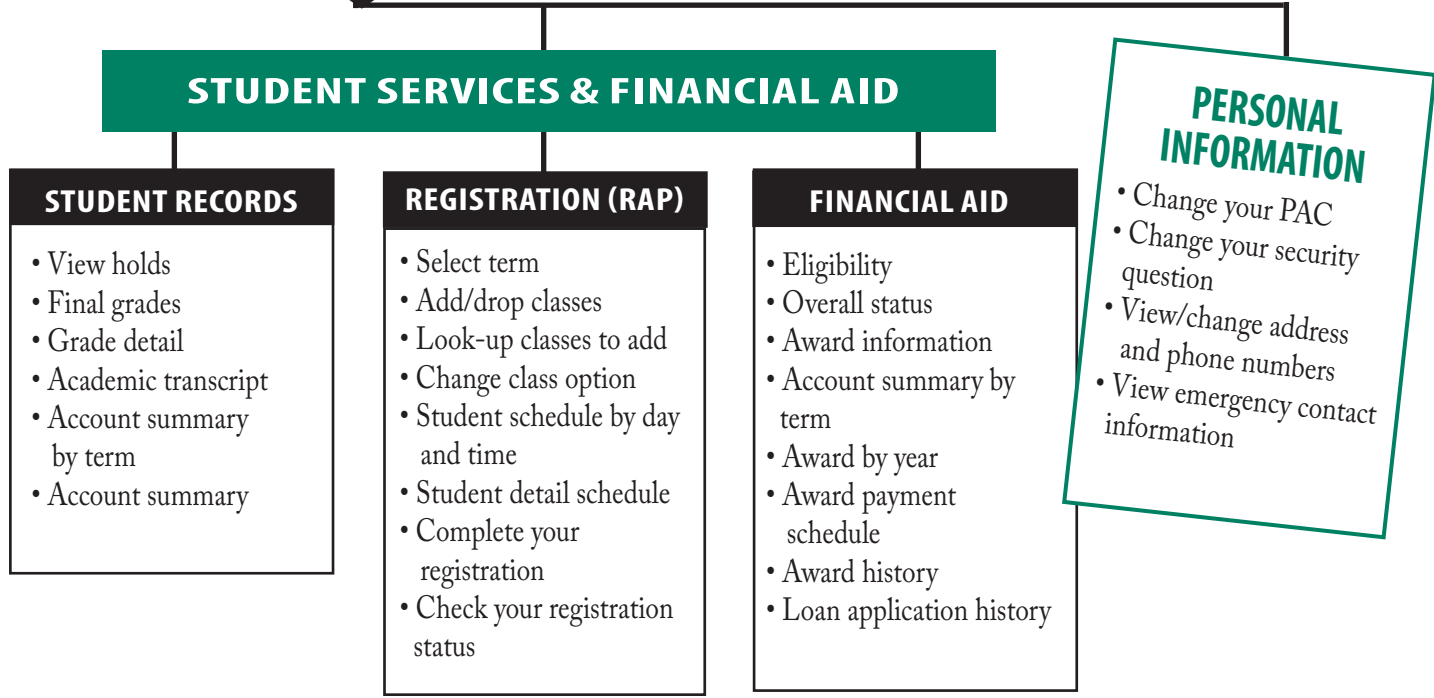 STUDENT SERVICES & FINANCIAL AID
STUDENT RECORDS
• View holds
• Final grades
• Grade detail
• Academic transcript
• Account summary
by term
• Account summary
REGISTRATION (RAP)
• Select term
• Add/drop classes
• Look-up classes to add
• Change class option
• Student schedule by day
and time
• Student detail schedule
• Complete your
registration
• Check your registration
status
FINANCIAL AID
• Eligibility
• Overall status
• Award information
• Account summary by
term
• Award by year
• Award payment
schedule
• Award history
• Loan application history
PERSONAL
INFORMATION
• Change your PAC
• Change your security
question
• View/change address
and phone numbers
• View emergency contact
information